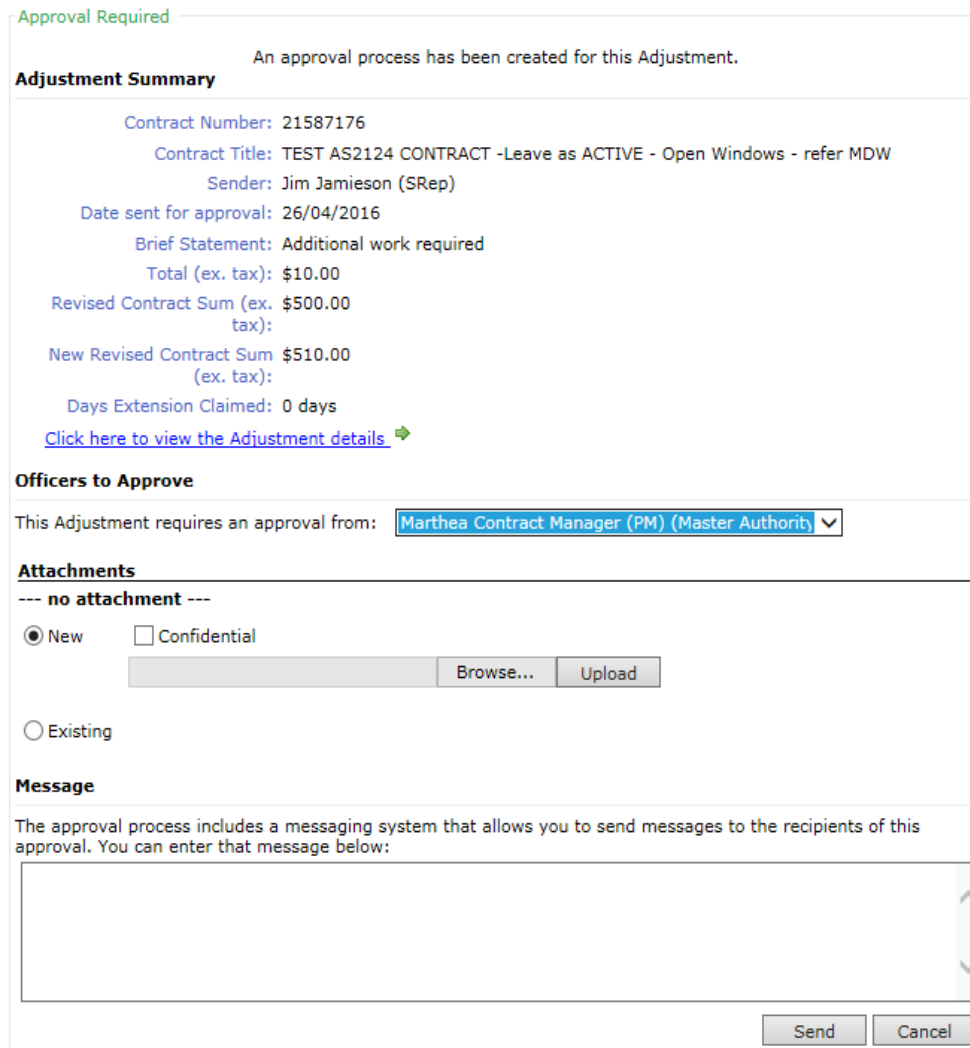 Approval Required
An approval process has been created for this Adjustment.
Adjustment Summary
Contract Number: 21587176
Contract Title: TEST AS2124 CONTRACT -Leave as ACTIVE - Open Windows - refer MDW
Sender: Jim Jamieson (SRep)
Date sent for approval: 26/04/2016
Brief Statement: Additional work required
Total (ex. tax): $10.00
Revised Contract Sum (ex. $500.00
tax):
New Revised Contract Sum $510.00
(ex. tax):
Days Extension Claimed: 0 days
Click here to view the Adjustment details
Officers to Approve
This Adjustment requires an approval from: Marthea Contract Manager (PM) (Master Authority
Attachments
--- no attachment ---
New Confidential
Browse... Upload
Existing
Message
The approval process includes a messaging system that allows you to send messages to the recipients of this
approval. You can enter that message below:
Send Cancel